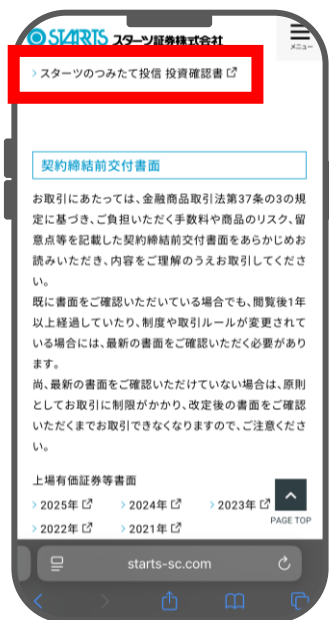 STARTS スターツ証券株式会社
メニュー
スターツのつみたて投信 投資確認書
契約締結前交付書面
お取引にあたっては、金融商品取引法第37条の3の規
定に基づき、ご負担いただく手数料や商品のリスク、留
意点等を記載した契約締結前交付書面をあらかじめお
読みいただき、内容をご理解のうえお取引してくださ
い。
既に書面をご確認いただいている場合でも、閲覧後1年
以上経過していたり、制度や取引ルールが変更されて
いる場合には、最新の書面をご確認いただく必要があり
ます。
尚、最新の書面をご確認いただけていない場合は、原則
としてお取引に制限がかかり、改定後の書面をご確認
いただくまでお取引できなくなりますので、ご注意くださ
い。
上場有価証券等書面
2025年 2024年 2023年
PAGE TOP
2022年 2021年
starts-sc.com